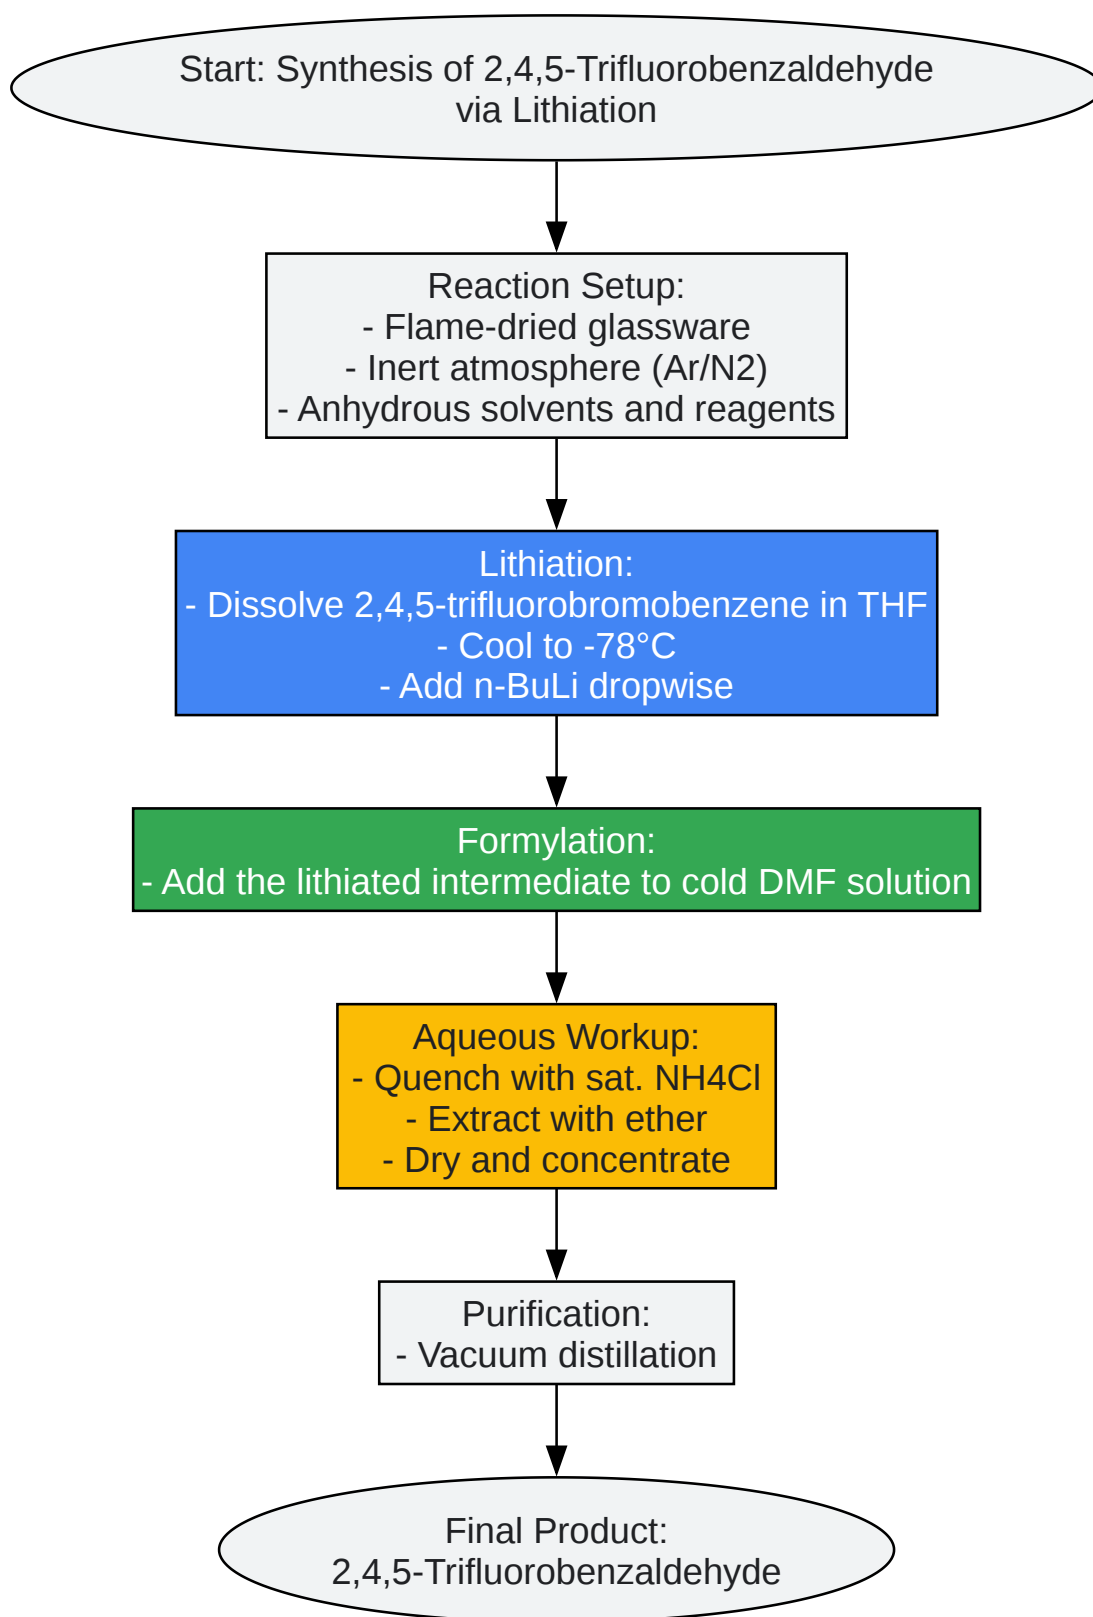 Start: Synthesis of 2,4,5-Trifluorobenzaldehyde
via Lithiation
Reaction Setup:
- Flame-dried glassware
- Inert atmosphere (Ar/N2)
- Anhydrous solvents and reagents
Lithiation:
- Dissolve 2,4,5-trifluorobromobenzene in THF
- Cool to -78°C
- Add n-BuLi dropwise
Formylation:
- Add the lithiated intermediate to cold DMF solution
Aqueous Workup:
- Quench with sat. NH4Cl
- Extract with ether
- Dry and concentrate
Purification:
- Vacuum distillation
Final Product:
2,4,5-Trifluorobenzaldehyde